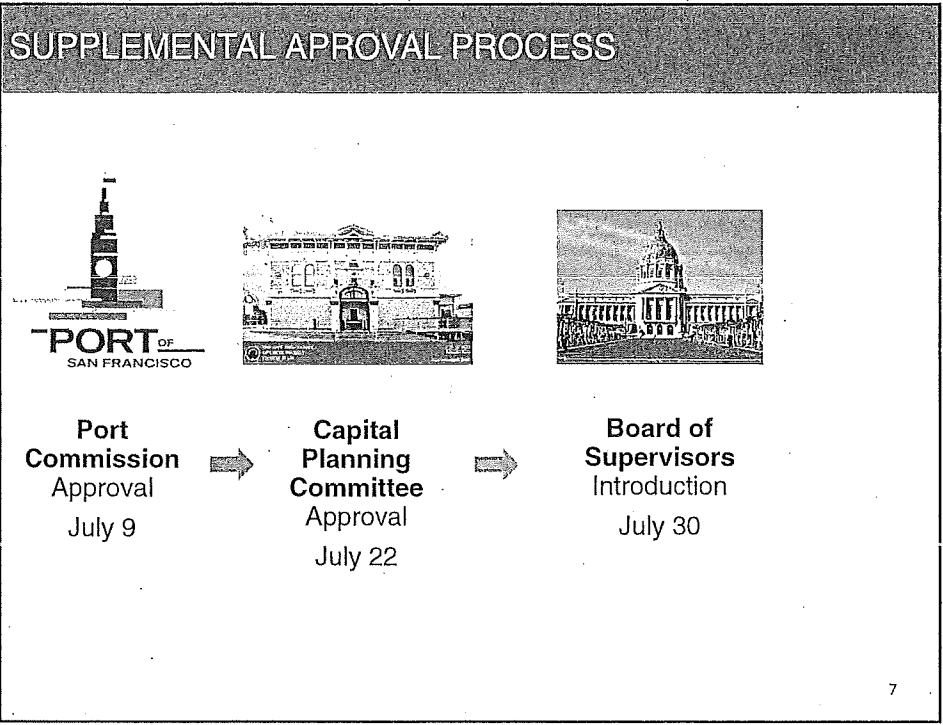 SUPPLEMENTAL APROVAL PROCESS
PORT OF
SAN FRANCISCO
Port
Commission
Approval
July 9
Capital
Planning
Committee
Approval
July 22
Board of
Supervisors
Introduction
July 30
7